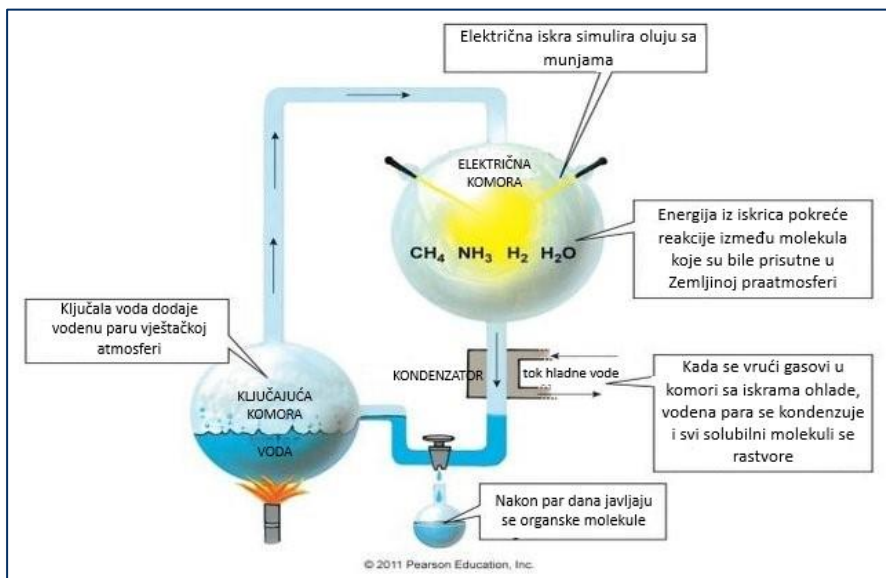 Električna iskra simulira oluju sa
munjama
ELEKTRIČNA
KOMORA
CH₄ NH₃ H₂ H₂O
Energija iz iskrica pokreće
reakcije između molekula
koje su bile prisutne u
Zemljinoj praatmosferi
Ključala voda dodaje
vodenu paru vještačkoj
atmosferi
KONDENZATOR
tok hladne vode
Kada se vrući gasovi u
komori sa iskrama ohlade,
vodena para se kondenzuje
i svi solubilni molekuli se
rastvore
KLJUČAJUĆA
KOMORA
VODA
Nakon par dana javljaju
se organske molekule
© 2011 Pearson Education, Inc.